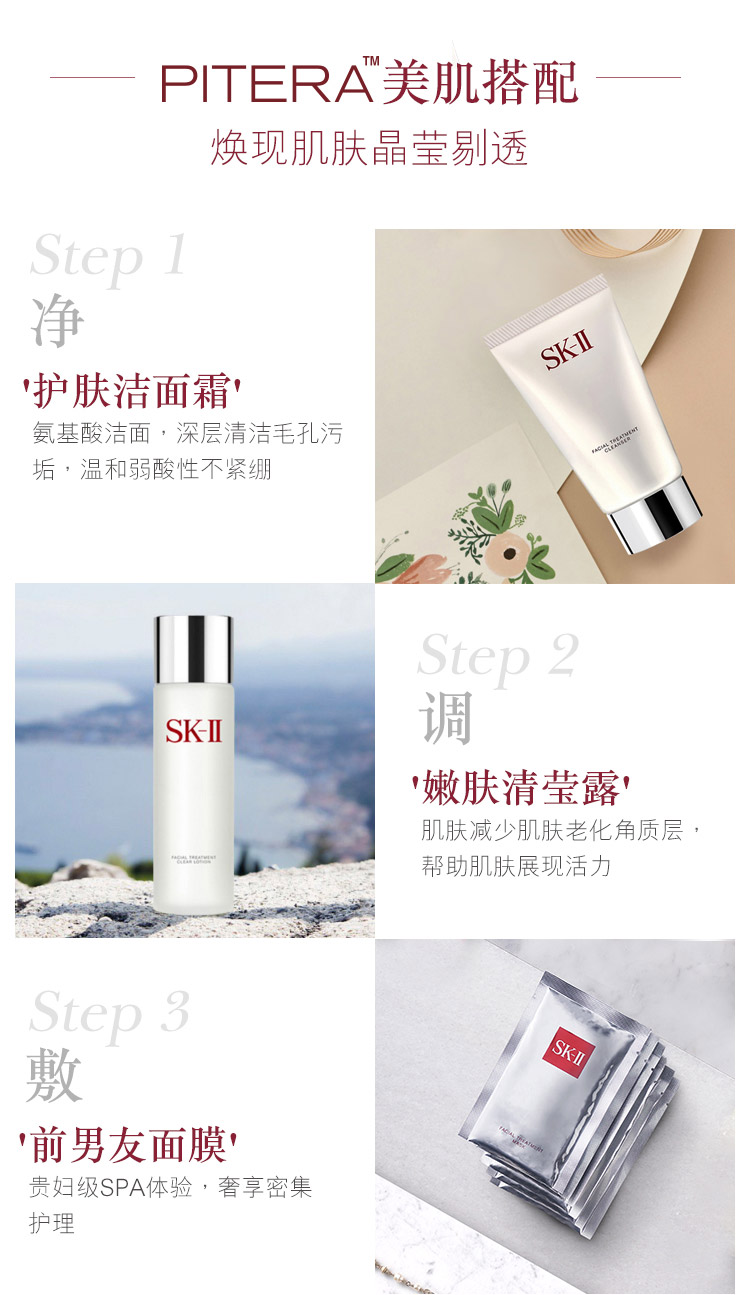 PITERA™美肌搭配
焕现肌肤晶莹剔透
Step 1
净
'护肤洁面霜'
氨基酸洁面，深层清洁毛孔污
垢，温和弱酸性不紧绷
SK-II
FACIAL TREATMENT
CLEANSER
SK-II
FACIAL TREATMENT
CLEAR LOTION
Step 2
调
'嫩肤清莹露'
肌肤减少肌肤老化角质层，
帮助肌肤展现活力
Step 3
敷
'前男友面膜'
贵妇级SPA体验，奢享密集
护理
SK-II
FACIAL TREATMENT
MASK